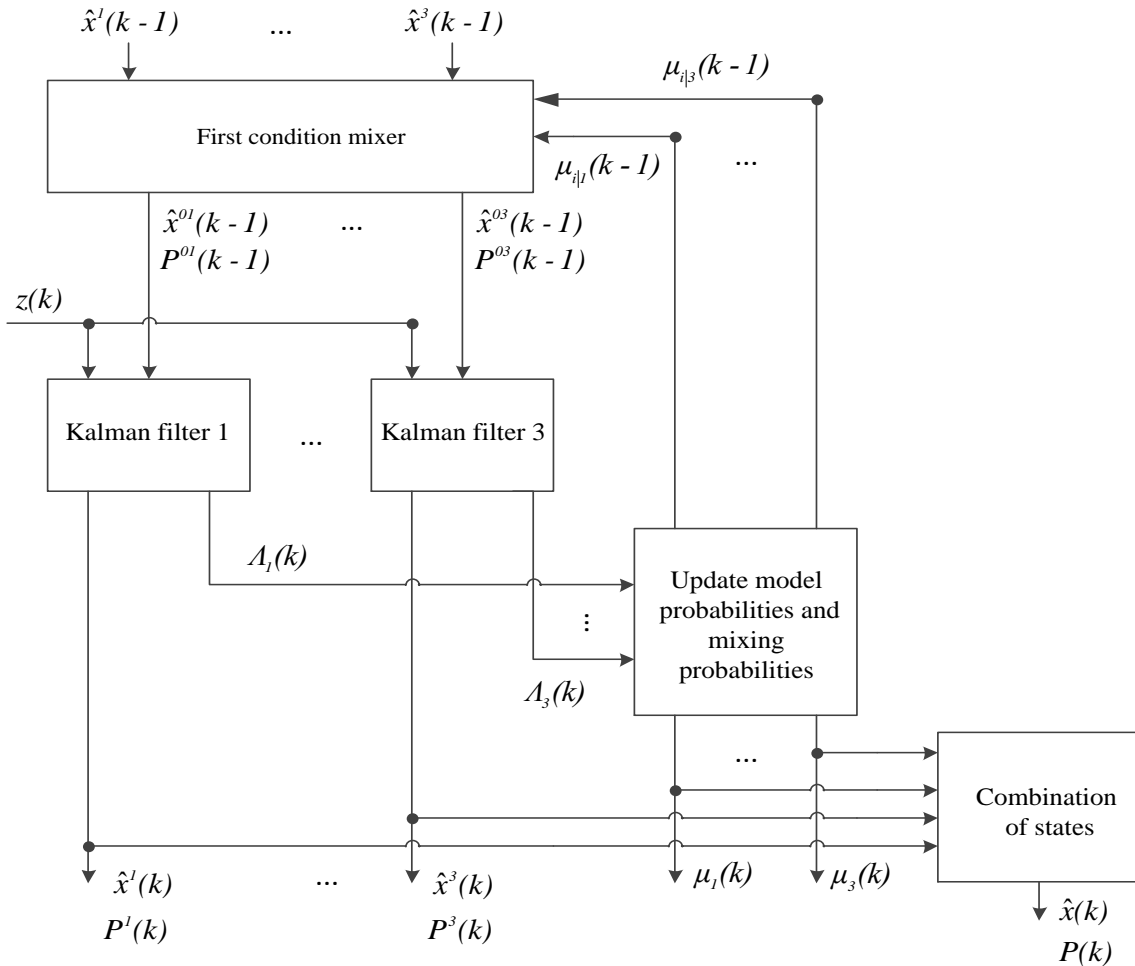 x̂¹(k - 1) ... x̂³(k - 1)
μᵢ|₃(k - 1)
First condition mixer
μᵢ|₁(k - 1) ...
x̂⁰¹(k - 1) ... x̂⁰³(k - 1)
P⁰¹(k - 1) P⁰³(k - 1)
z(k)
Kalman filter 1 ... Kalman filter 3
Λ₁(k)
Update model
probabilities and
mixing
probabilities
...
Λ₃(k)
...
Combination
of states
x̂¹(k) ... x̂³(k) μ₁(k) μ₃(k)
P¹(k) P³(k)
x̂(k)
P(k)